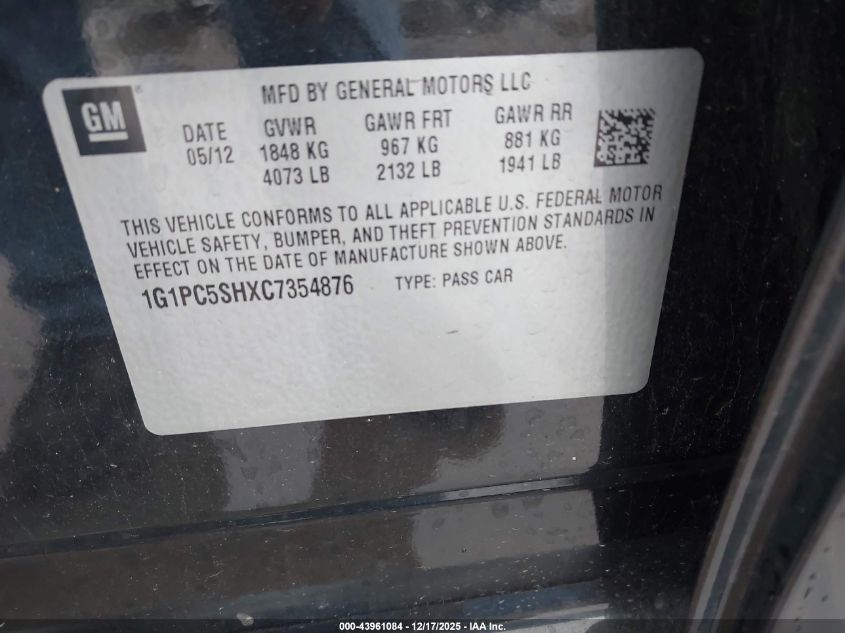 GM
MFD BY GENERAL MOTORS LLC
DATE GVWR GAWR FRT GAWR RR
05/12 1848 KG 967 KG 881 KG
4073 LB 2132 LB 1941 LB
THIS VEHICLE CONFORMS TO ALL APPLICABLE U.S. FEDERAL MOTOR
VEHICLE SAFETY, BUMPER, AND THEFT PREVENTION STANDARDS IN
EFFECT ON THE DATE OF MANUFACTURE SHOWN ABOVE.
1G1PC5SHXC7354876 TYPE: PASS CAR
000-43961084 - 12/17/2025 - IAA Inc.